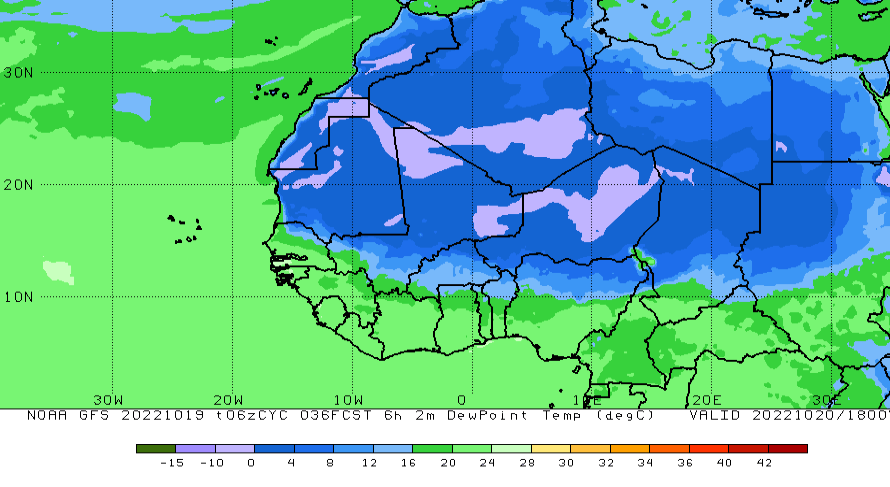 30N
20N
10N
30W 20W 10W 0 10E 20E 30E
NOAA GFS 20221019 t06zCYC 036FCST 6h 2m DewPoint Temp (degC) VALID 20221020/1800
-15 -10 0 4 8 12 16 20 24 28 30 32 34 36 38 40 42